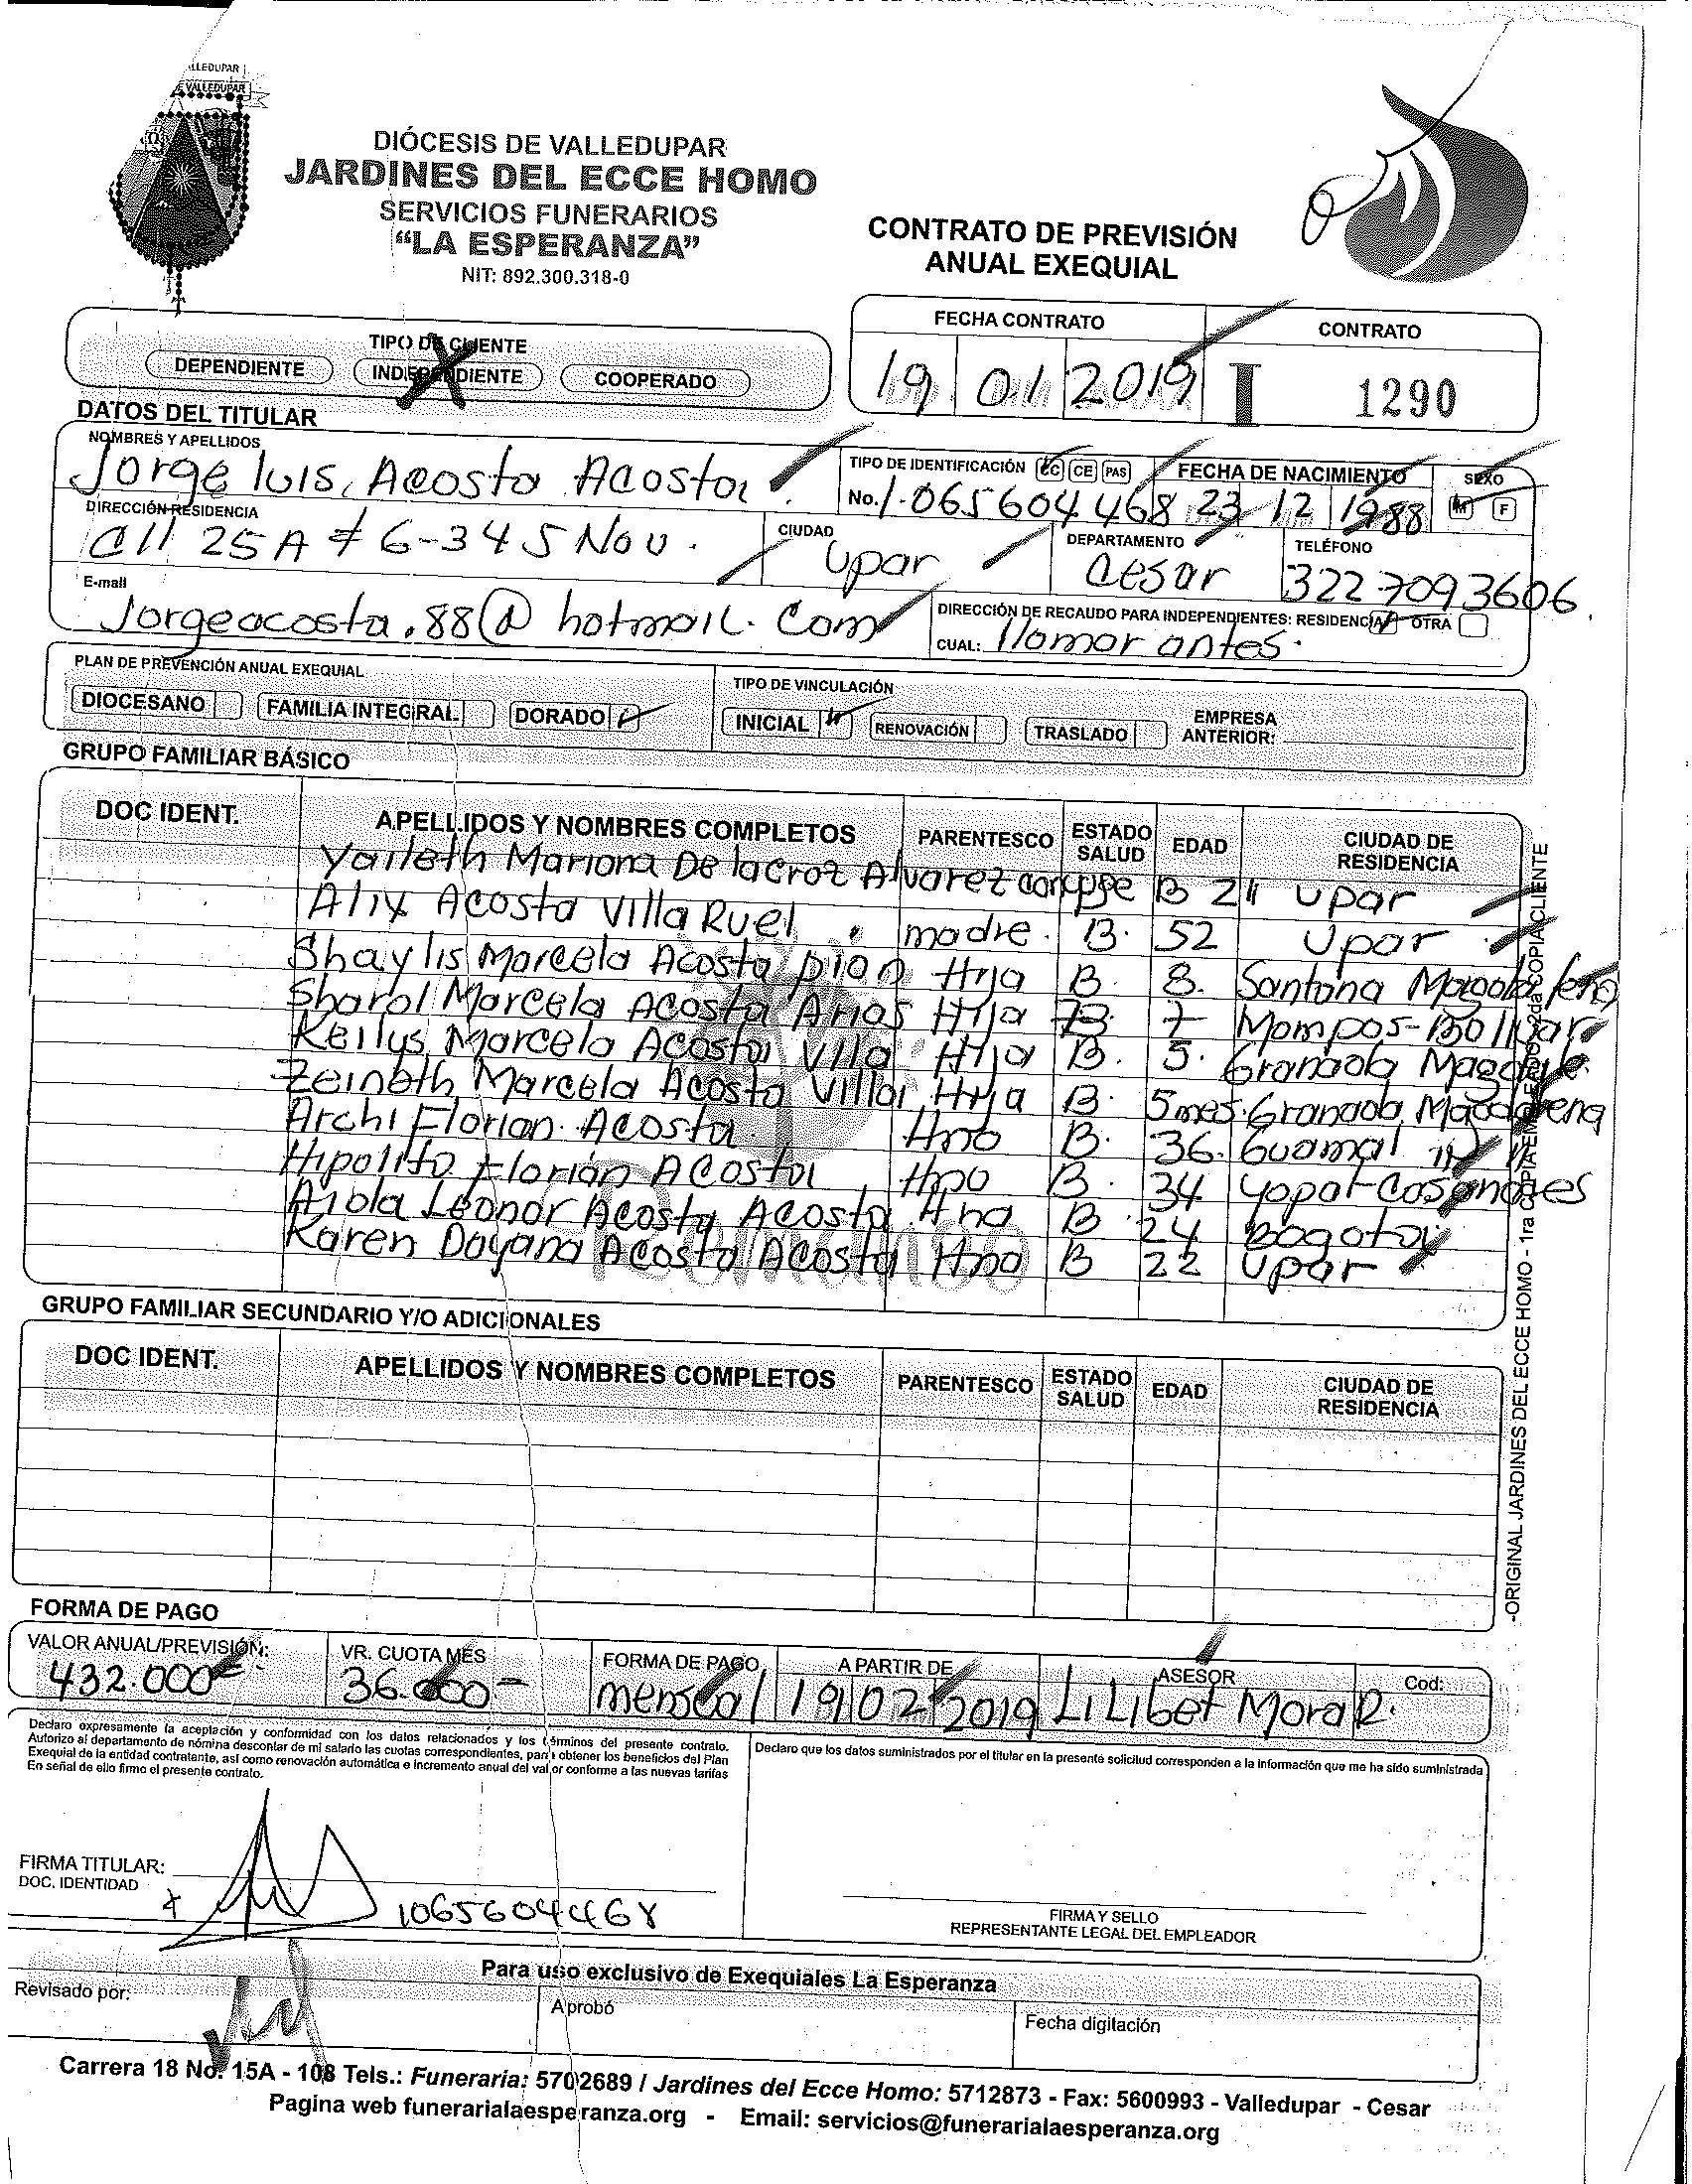 LLEDUPAR
VALLEDUPAR
DIÓCESIS DE VALLEDUPAR
JARDINES DEL ECCE HOMO
SERVICIOS FUNERARIOS
“LA ESPERANZA”
NIT: 892.300.318-0
CONTRATO DE PREVISIÓN
ANUAL EXEQUIAL
TIPO DE CLIENTE
DEPENDIENTE INDEPENDIENTE COOPERADO
FECHA CONTRATO CONTRATO
19 01 2019 I 1290
DATOS DEL TITULAR
NOMBRES Y APELLIDOS TIPO DE IDENTIFICACIÓN CC CE PAS FECHA DE NACIMIENTO SEXO
Jorge luis Acosta Acosta No. 1.065604468 23 12 1988 M F
DIRECCIÓN RESIDENCIA CIUDAD DEPARTAMENTO TELÉFONO
Cll 25A # 6-34 5 Nov. Upar Cesar 322 7093606.
E-mail DIRECCIÓN DE RECAUDO PARA INDEPENDIENTES: RESIDENCIA OTRA
Jorgeacosta.88@hotmail.Com CUAL: llamar antes.
PLAN DE PREVENCIÓN ANUAL EXEQUIAL TIPO DE VINCULACIÓN
DIOCESANO FAMILIA INTEGRAL DORADO INICIAL RENOVACIÓN TRASLADO EMPRESA ANTERIOR:
GRUPO FAMILIAR BÁSICO
DOC IDENT. APELLIDOS Y NOMBRES COMPLETOS PARENTESCO ESTADO SALUD EDAD CIUDAD DE RESIDENCIA
Yaileth Mariana De la Croz Alvarez B 24 Upar
Alix Acosta Villa Ruel madre. B. 52 Upar
Shaylis Marcela Acosta pion Hija B 8. Santana Magdalena
Sharol Marcela Acosta Arias Hija B 7 Mompos-Bolivar
Keilys Marcela Acosta Villa Hija B. 5. Granada Magdale.
Zeineth Marcela Acosta Villa Hija B. 5 mes. Granada Magdalena
Archi Florian Acosta Hno B. 36. Guamal
Hipolito Florian Acosta Hno B. 34 Yopal-Casanares
Aiola Leonor Acosta Acosta Hna B 24 Bogota
Karen Dayana Acosta Acosta Hna B 22 Upar
GRUPO FAMILIAR SECUNDARIO Y/O ADICIONALES
DOC IDENT. APELLIDOS Y NOMBRES COMPLETOS PARENTESCO ESTADO SALUD EDAD CIUDAD DE RESIDENCIA
-ORIGINAL JARDINES DEL ECCE HOMO - 1ra COPIA 2da COPIA CLIENTE
FORMA DE PAGO
VALOR ANUAL/PREVISIÓN: VR. CUOTA MES FORMA DE PAGO A PARTIR DE ASESOR Cod:
432.000 36.000 mensual 19 02 2019 LiLibet Mora R.
Declaro expresamente la aceptación y conformidad con los datos relacionados y los términos del presente contrato.
Autorizo al departamento de nómina descontar de mi salario las cuotas correspondientes, para obtener los beneficios del Plan
Exequial de la entidad contratante, así como renovación automática e incremento anual del valor conforme a las nuevas tarifas
En señal de ello firmo el presente contrato.
Declaro que los datos suministrados por el titular en la presente solicitud corresponden a la información que me ha sido suministrada
FIRMA TITULAR:
DOC. IDENTIDAD
1065604468
FIRMA Y SELLO
REPRESENTANTE LEGAL DEL EMPLEADOR
Para uso exclusivo de Exequiales La Esperanza
Revisado por: Aprobó Fecha digitación
Carrera 18 No. 15A - 108 Tels.: Funeraria: 5702689 / Jardines del Ecce Homo: 5712873 - Fax: 5600993 - Valledupar - Cesar
Pagina web funerarialaesperanza.org - Email: servicios@funerarialaesperanza.org